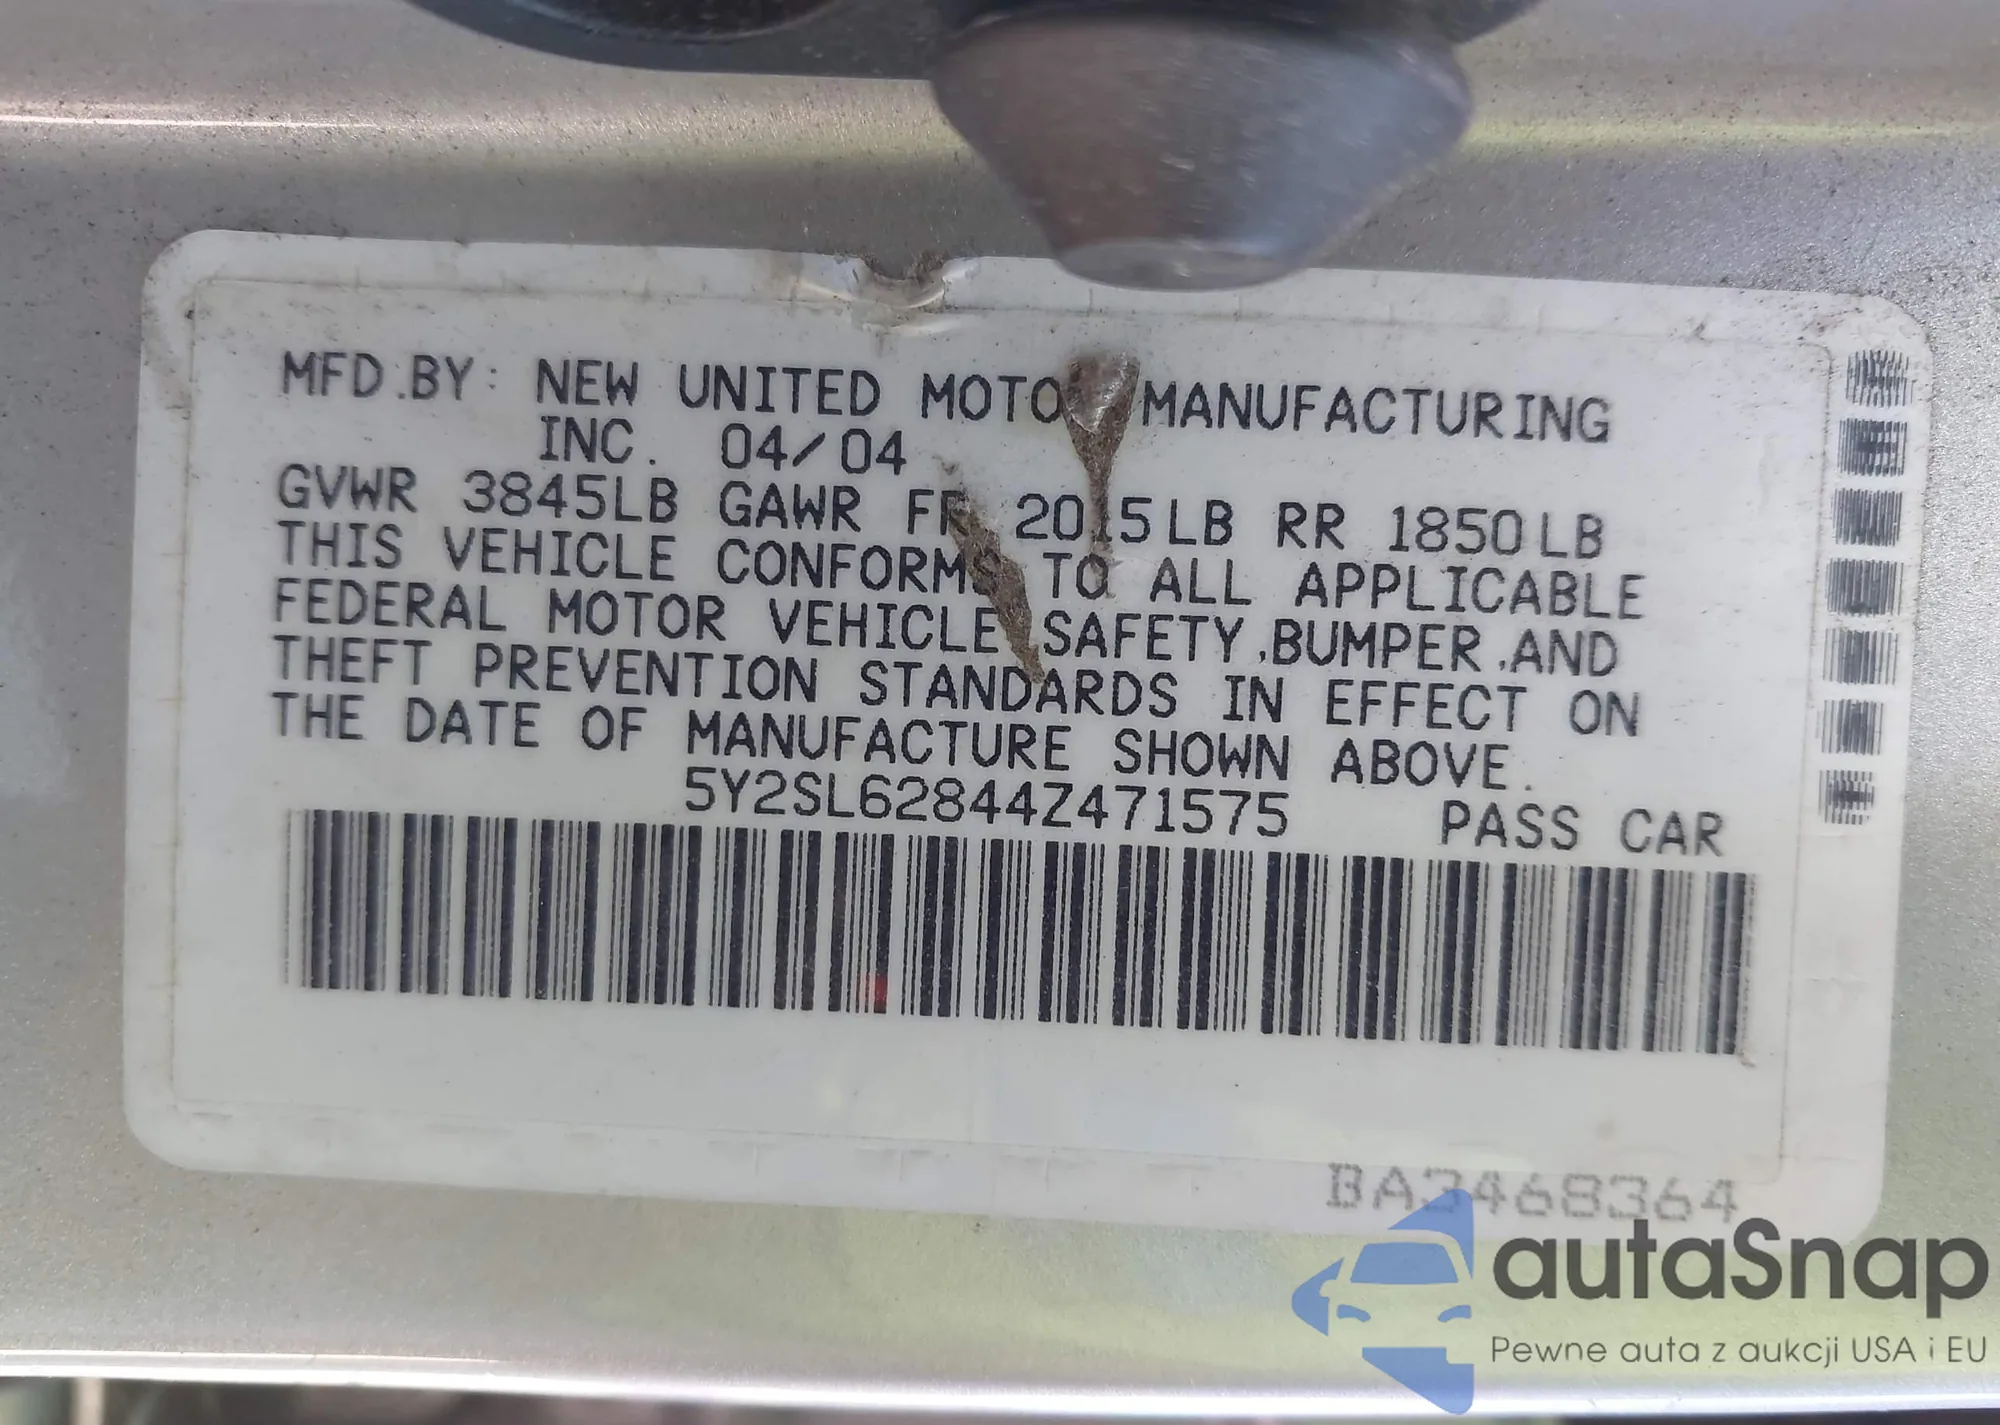 MFD.BY: NEW UNITED MOTOR MANUFACTURING
INC. 04/04
GVWR 3845LB GAWR FR 2015LB RR 1850LB
THIS VEHICLE CONFORMS TO ALL APPLICABLE
FEDERAL MOTOR VEHICLE SAFETY,BUMPER,AND
THEFT PREVENTION STANDARDS IN EFFECT ON
THE DATE OF MANUFACTURE SHOWN ABOVE.
5Y2SL62844Z471575 PASS CAR
BA3468364
autaSnap
Pewne auta z aukcji USA i EU